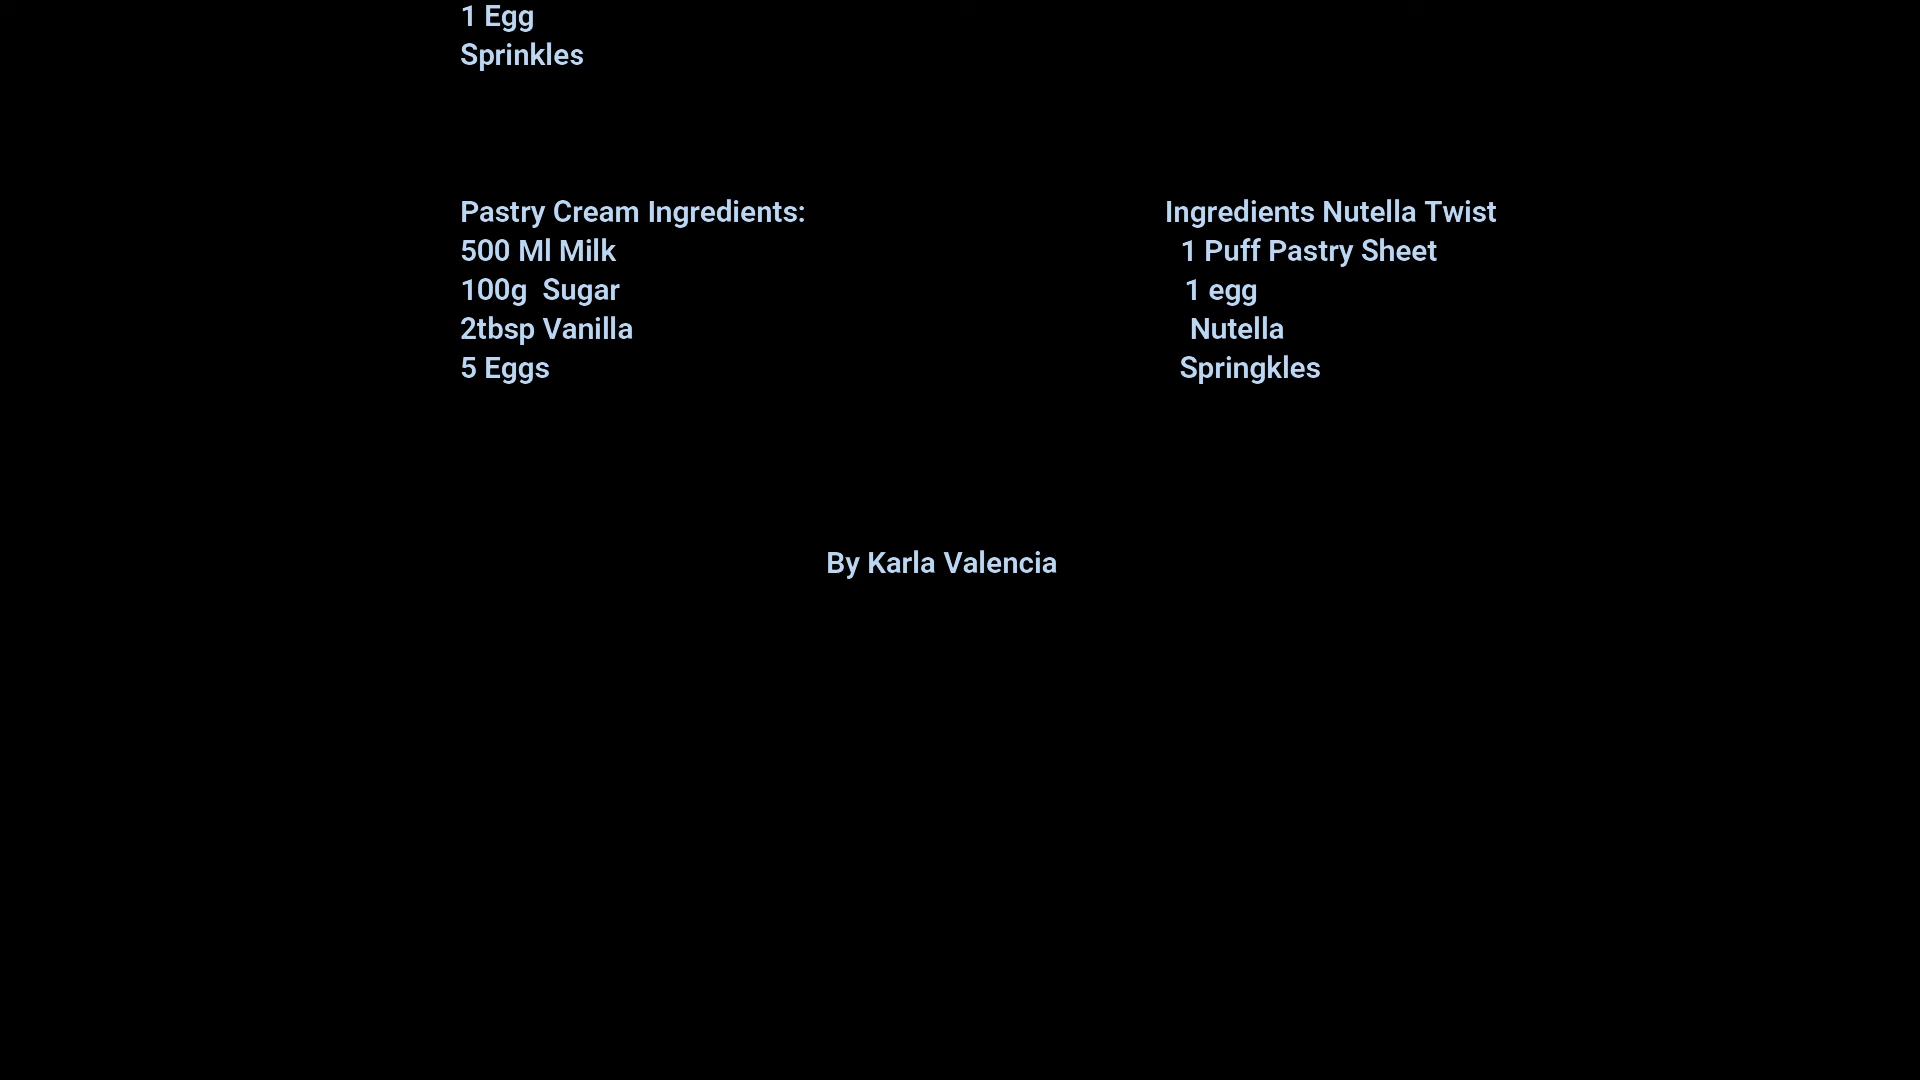 1 Egg
Sprinkles
Pastry Cream Ingredients:
500 Ml Milk
100g  Sugar
2tbsp Vanilla
5 Eggs
Ingredients Nutella Twist
1 Puff Pastry Sheet
1 egg
Nutella
Springkles
By Karla Valencia